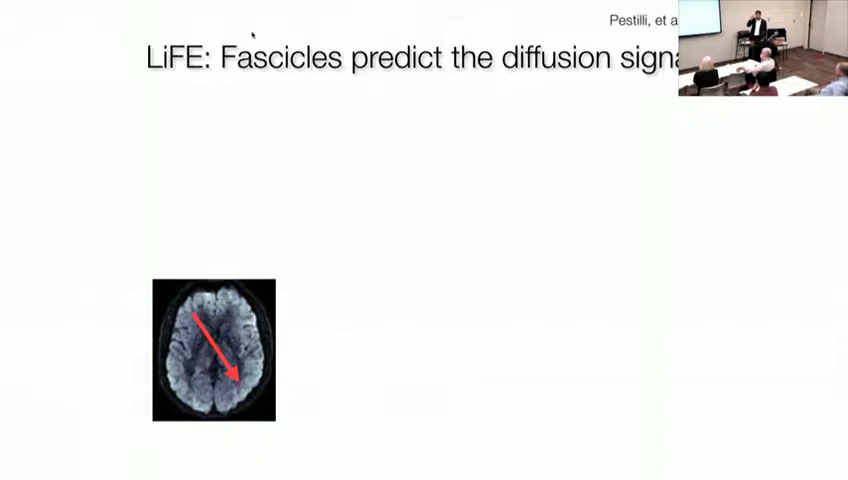 Pestilli, et a
LiFE: Fascicles predict the diffusion signa